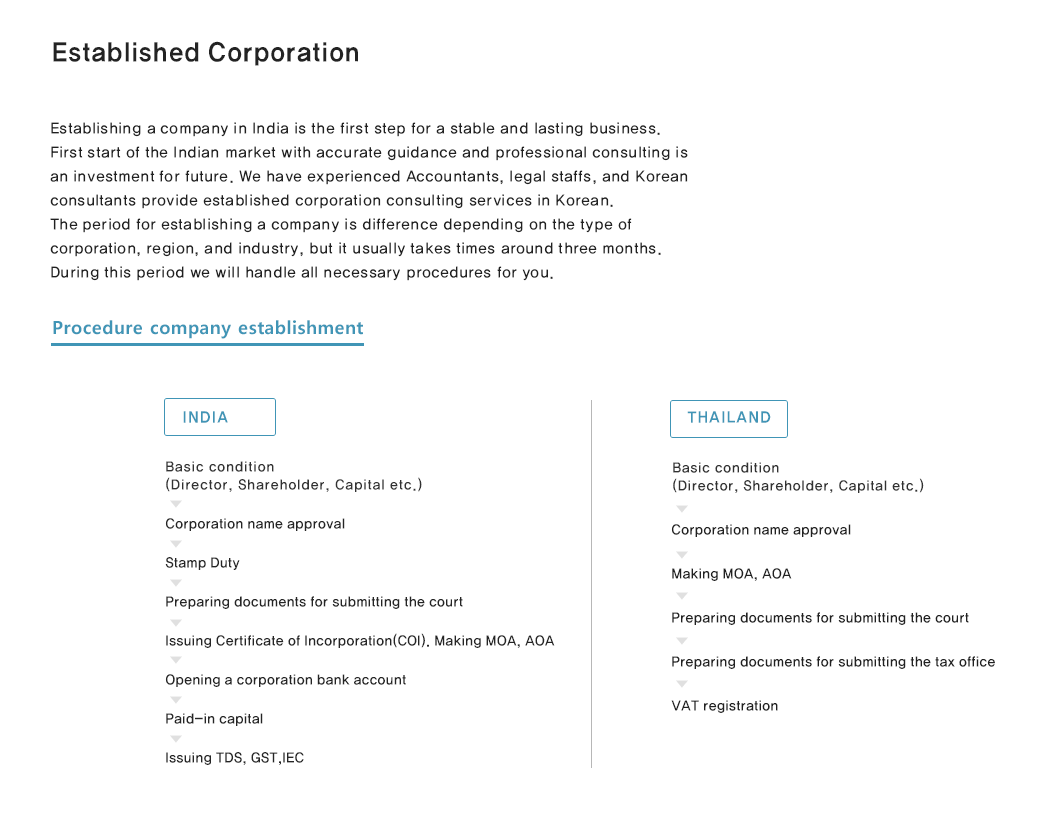 Established Corporation
Establishing a company in India is the first step for a stable and lasting business.
First start of the Indian market with accurate guidance and professional consulting is
an investment for future. We have experienced Accountants, legal staffs, and Korean
consultants provide established corporation consulting services in Korean.
The period for establishing a company is difference depending on the type of
corporation, region, and industry, but it usually takes times around three months.
During this period we will handle all necessary procedures for you.
Procedure company establishment
INDIA
Basic condition
(Director, Shareholder, Capital etc.)
Corporation name approval
Stamp Duty
Preparing documents for submitting the court
Issuing Certificate of Incorporation(COI). Making MOA, AOA
Opening a corporation bank account
Paid-in capital
Issuing TDS, GST,IEC
THAILAND
Basic condition
(Director, Shareholder, Capital etc.)
Corporation name approval
Making MOA, AOA
Preparing documents for submitting the court
Preparing documents for submitting the tax office
VAT registration